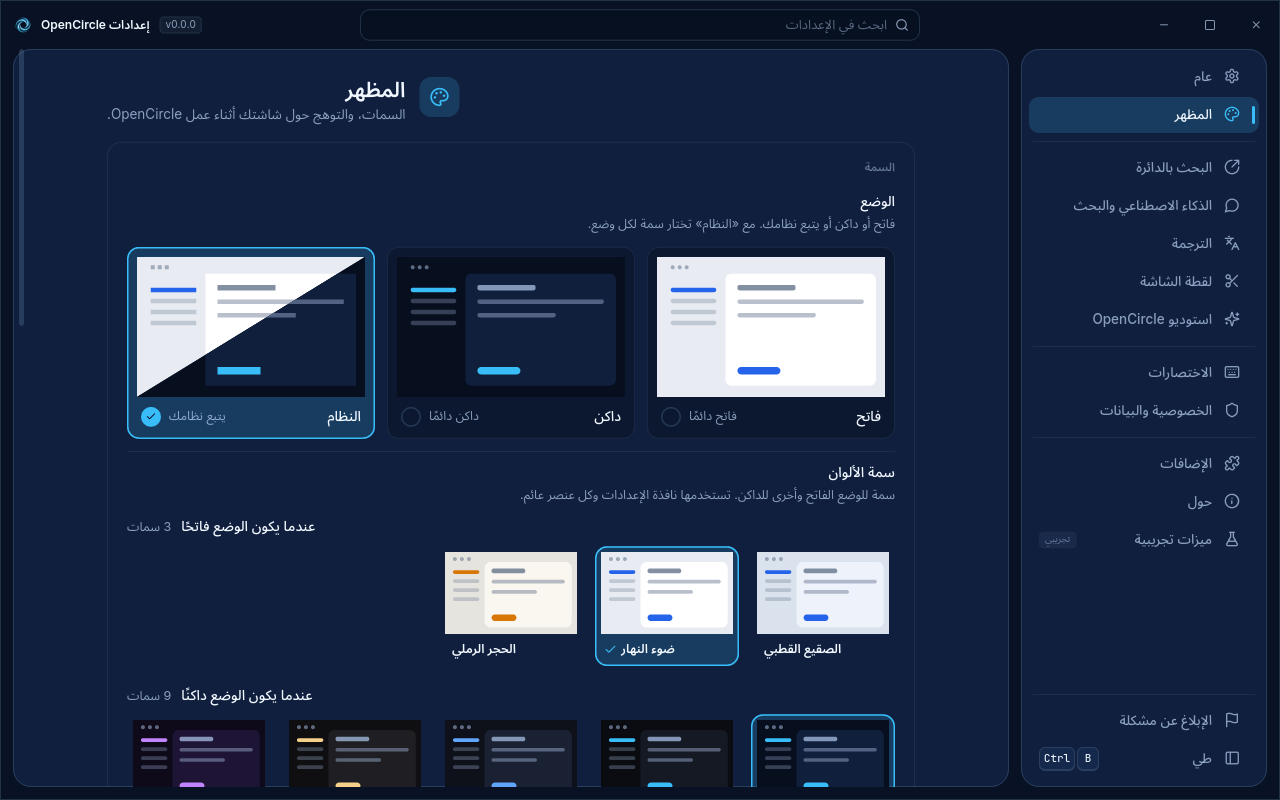 إعدادات OpenCircle
v0.0.0
ابحث في الإعدادات
عام
المظهر
البحث بالدائرة
الذكاء الاصطناعي والبحث
الترجمة
لقطة الشاشة
استوديو OpenCircle
الاختصارات
الخصوصية والبيانات
الإضافات
حول
ميزات تجريبية
تجريبي
الإبلاغ عن مشكلة
طي
Ctrl B
المظهر
السمات، والتوهج حول شاشتك أثناء عمل OpenCircle.
السمة
الوضع
فاتح أو داكن أو يتبع نظامك. مع «النظام» تختار سمة لكل وضع.
فاتح
فاتح دائمًا
داكن
داكن دائمًا
النظام
يتبع نظامك
سمة الألوان
سمة للوضع الفاتح وأخرى للداكن. تستخدمها نافذة الإعدادات وكل عنصر عائم.
عندما يكون الوضع فاتحًا
3 سمات
الصقيع القطبي
ضوء النهار
الحجر الرملي
عندما يكون الوضع داكنًا
9 سمات